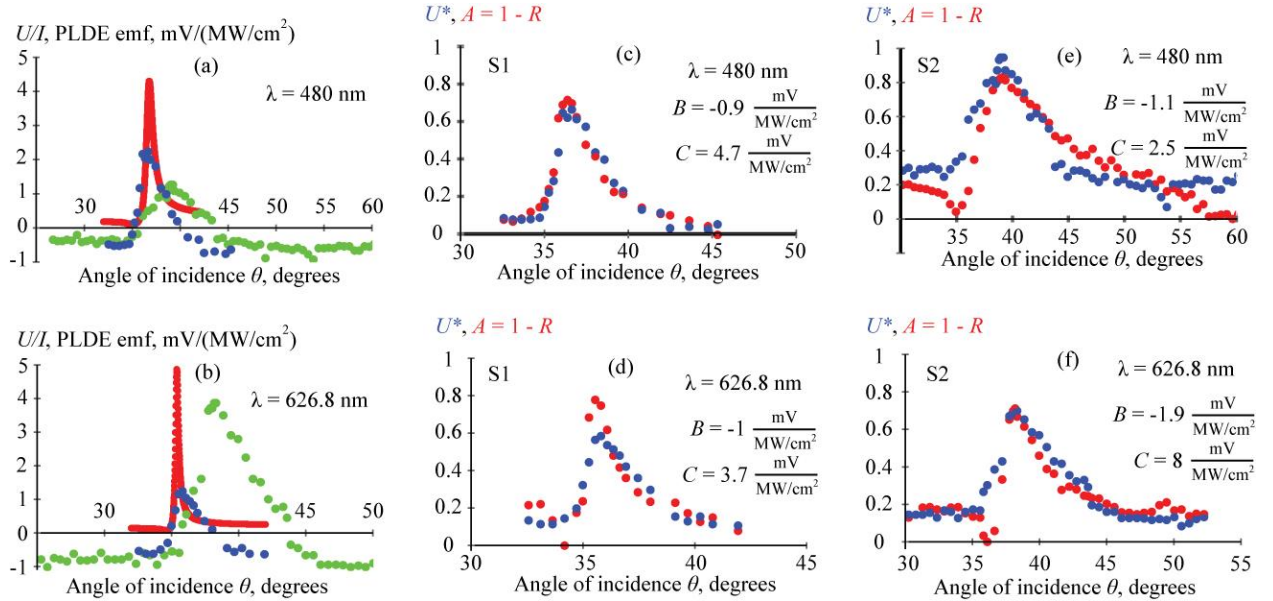 U/I, PLDE emf, mV/(MW/cm²)
(a)
λ = 480 nm
5
4
3
2
1
0
-1
30 45 50 55 60
Angle of incidence θ, degrees
U*, A = 1 - R
(c)
S1
λ = 480 nm
B = -0.9 mV/MW/cm²
C = 4.7 mV/MW/cm²
1
0.8
0.6
0.4
0.2
0
30 35 40 45 50
Angle of incidence θ, degrees
U*, A = 1 - R
(e)
S2
λ = 480 nm
B = -1.1 mV/MW/cm²
C = 2.5 mV/MW/cm²
1
0.8
0.6
0.4
0.2
0
35 40 45 50 55 60
Angle of incidence θ, degrees
U/I, PLDE emf, mV/(MW/cm²)
(b)
λ = 626.8 nm
5
4
3
2
1
0
-1
30 45 50
Angle of incidence θ, degrees
U*, A = 1 - R
(d)
S1
λ = 626.8 nm
B = -1 mV/MW/cm²
C = 3.7 mV/MW/cm²
1
0.8
0.6
0.4
0.2
0
30 35 40 45
Angle of incidence θ, degrees
U*, A = 1 - R
(f)
S2
λ = 626.8 nm
B = -1.9 mV/MW/cm²
C = 8 mV/MW/cm²
1
0.8
0.6
0.4
0.2
0
30 35 40 45 50 55
Angle of incidence θ, degrees